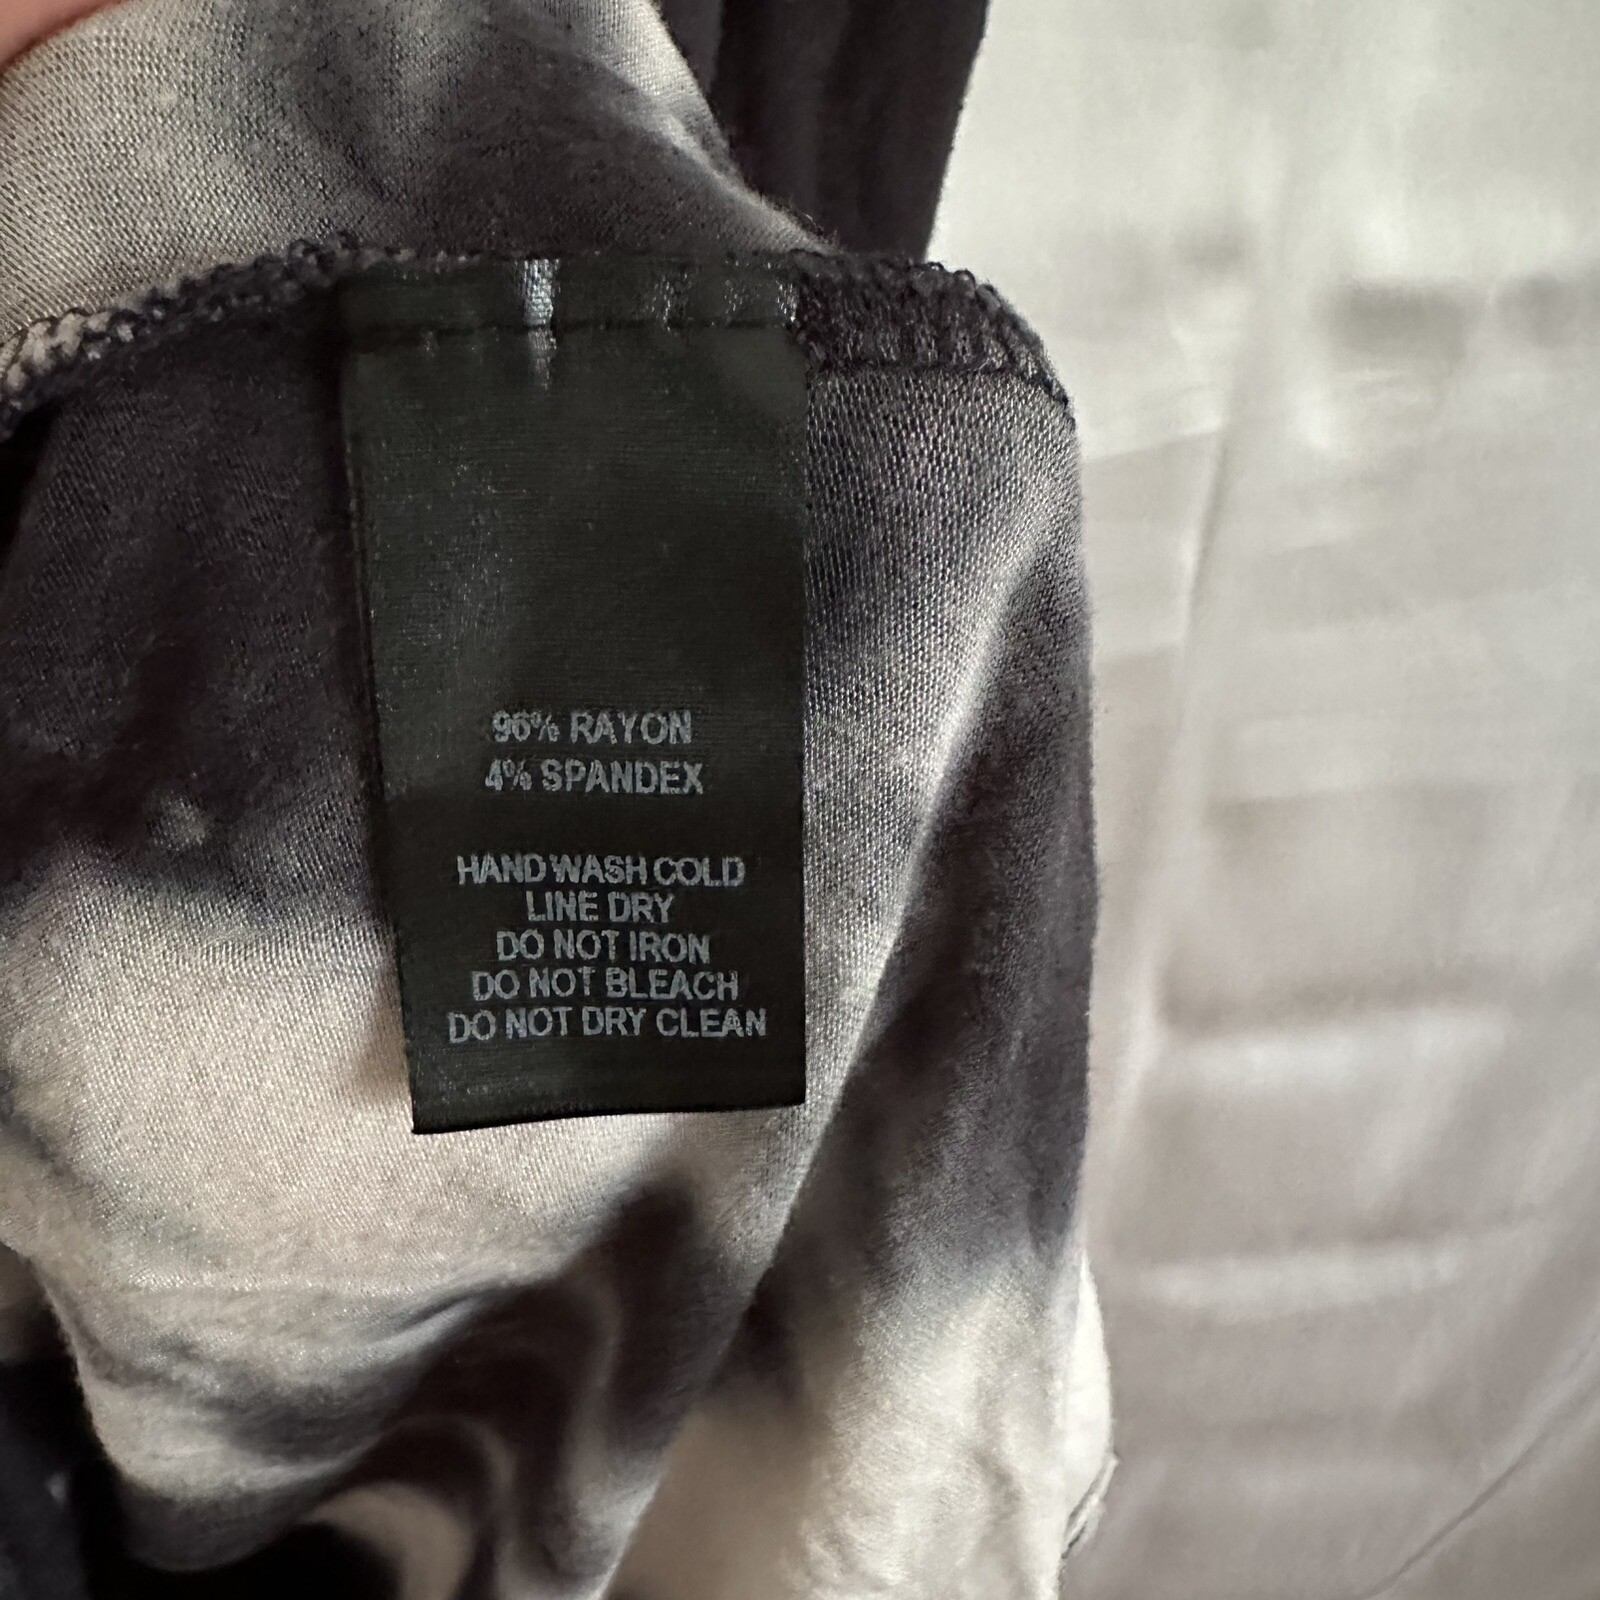 96% RAYON
4% SPANDEX
HAND WASH COLD
LINE DRY
DO NOT IRON
DO NOT BLEACH
DO NOT DRY CLEAN